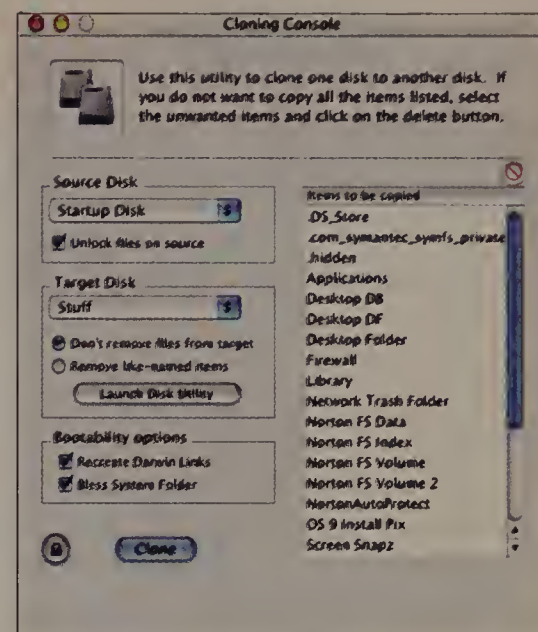 Cloning Console
Use this utility to clone one disk to another disk. If
you do not want to copy all the items listed, select
the unwanted items and click on the delete button.
Source Disk
Startup Disk
Unlock files on source
Target Disk
Stuff
Don't remove files from target
Remove like-named items
Launch Disk Utility
Bootability options
Recreate Darwin Links
Bless System Folder
Clone
Items to be copied
.DS_Store
.com_symantec_symfs_private
.hidden
Applications
Desktop DB
Desktop DF
Desktop Folder
Firewall
Library
Network Trash Folder
Norton FS Data
Norton FS Index
Norton FS Volume
Norton FS Volume 2
NortonAutoProtect
OS 9 Install Pix
Screen Snapz